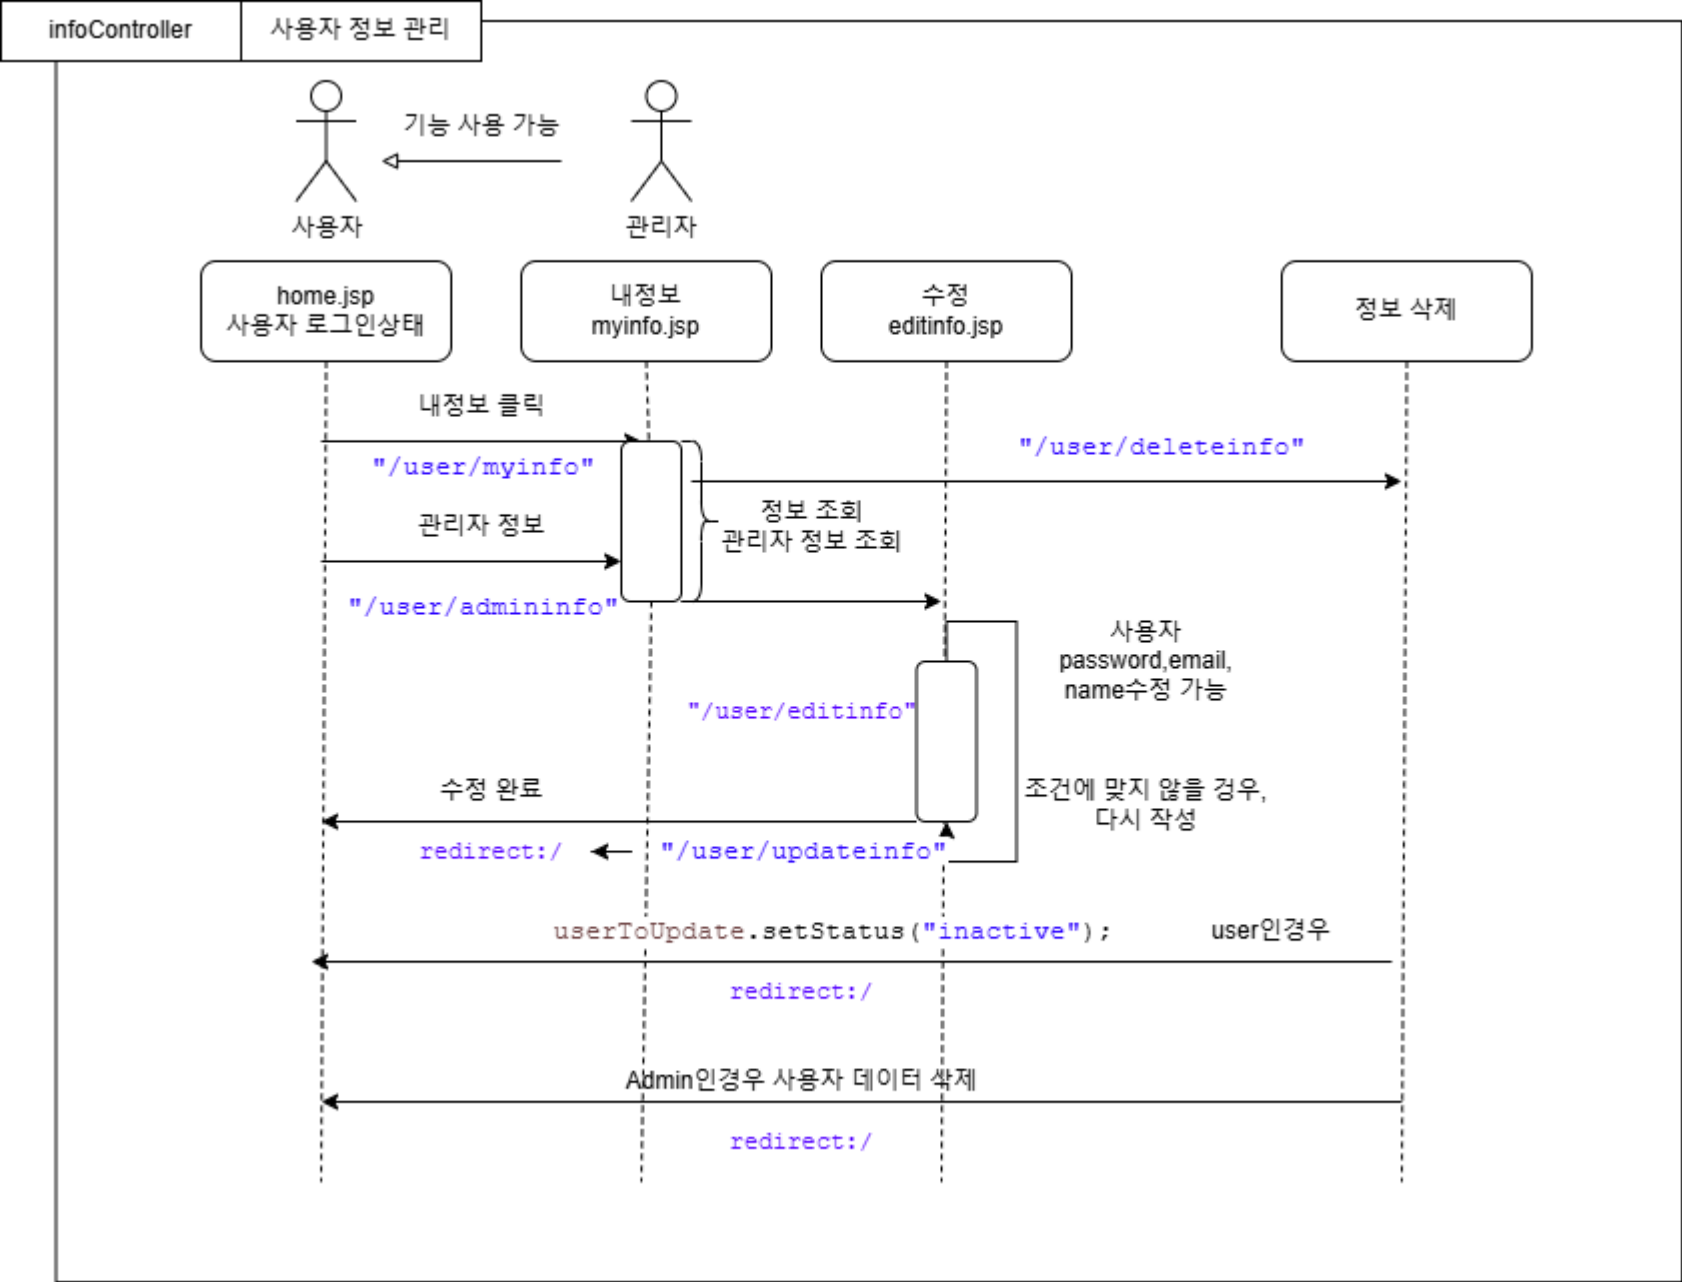 infoController
사용자 정보 관리
기능 사용 가능
사용자
관리자
home.jsp
사용자 로그인상태
내정보
myinfo.jsp
수정
editinfo.jsp
정보 삭제
내정보 클릭
"/user/myinfo"
"/user/deleteinfo"
관리자 정보
정보 조회
관리자 정보 조회
"/user/admininfo"
사용자
password,email,
name수정 가능
"/user/editinfo"
수정 완료
조건에 맞지 않을 경우,
다시 작성
redirect:/
"/user/updateinfo"
userToUpdate.setStatus("inactive");
user인경우
redirect:/
Admin인경우 사용자 데이터 삭제
redirect:/